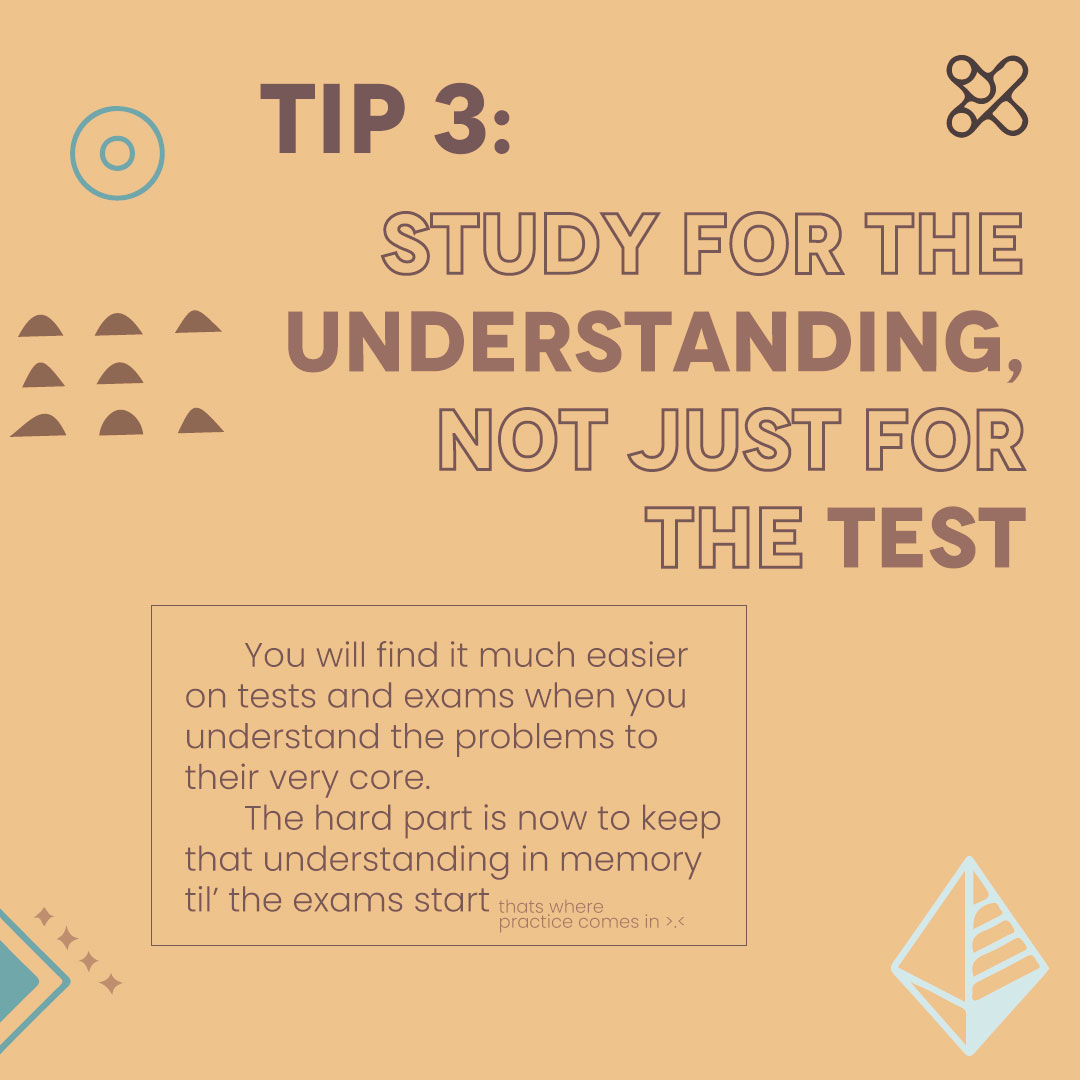 TIP 3:
STUDY FOR THE
UNDERSTANDING,
NOT JUST FOR
THE TEST
You will find it much easier
on tests and exams when you
understand the problems to
their very core.
The hard part is now to keep
that understanding in memory
til’ the exams start
thats where
practice comes in >.<